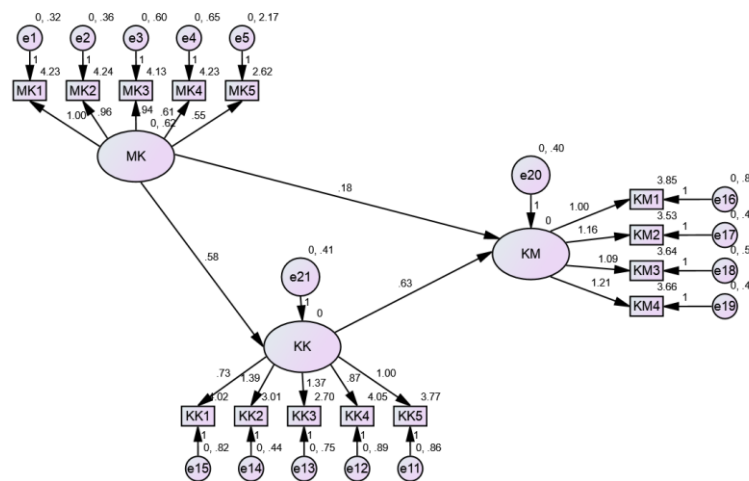 0, .32 0, .36 0, .60 0, .65 0, 2.17
e1 e2 e3 e4 e5
1 1 1 1 1
4.23 4.24 4.13 4.23 2.62
MK1 MK2 MK3 MK4 MK5
1.00 .96 .94 .61 .55
0, .62
MK
0, .40
e20
.18
1
0
KM
3.85
1.00 KM1 1 e16
3.53
1.16 KM2 1 e17
3.64
1.09 KM3 1 e18
3.66
1.21 KM4 1 e19
.58
.63
0, .41
e21
1
0
KK
.73 1.39 1.37 .87 1.00
3.01 2.70 4.05 3.77
KK1 KK2 KK3 KK4 KK5
1 1 1 1 1
0, .82 0, .44 0, .75 0, .89 0, .86
e15 e14 e13 e12 e11